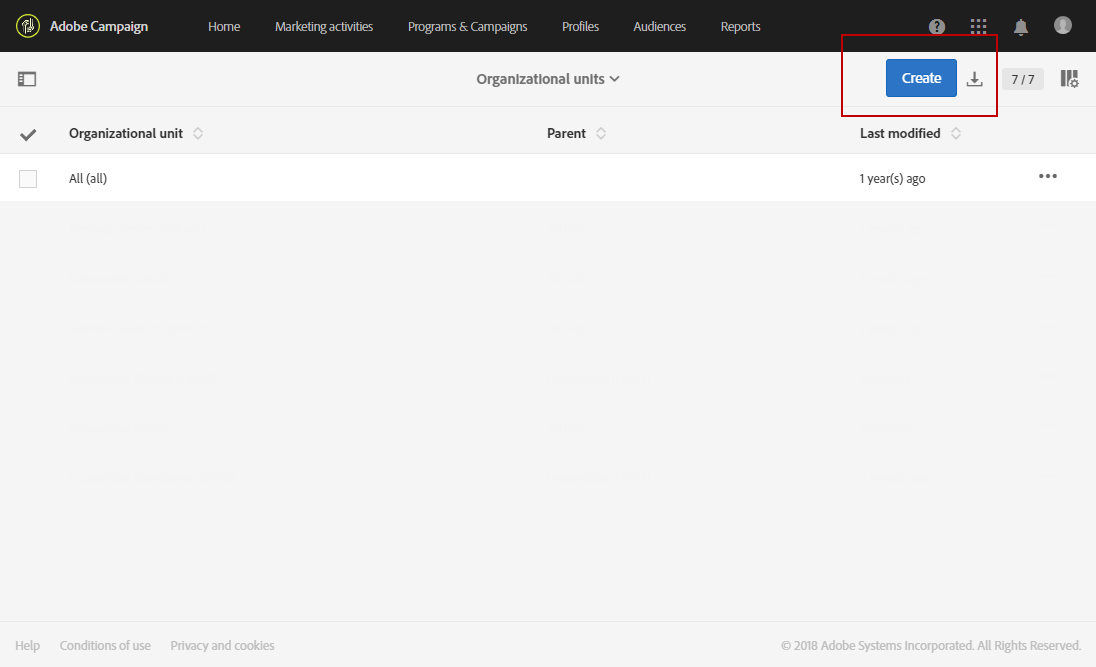 Adobe Campaign Home Marketing activities Programs & Campaigns Profiles Audiences Reports ?
Organizational units Create 7 / 7
Organizational unit Parent Last modified
All (all) 1 year(s) ago
Help Conditions of use Privacy and cookies © 2018 Adobe Systems Incorporated. All Rights Reserved.